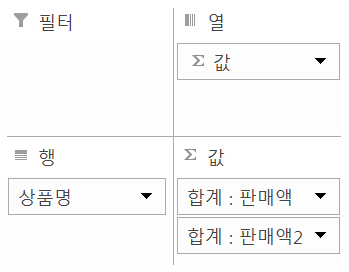 필터
열
Σ 값
행
Σ 값
상품명
합계 : 판매액
합계 : 판매액2